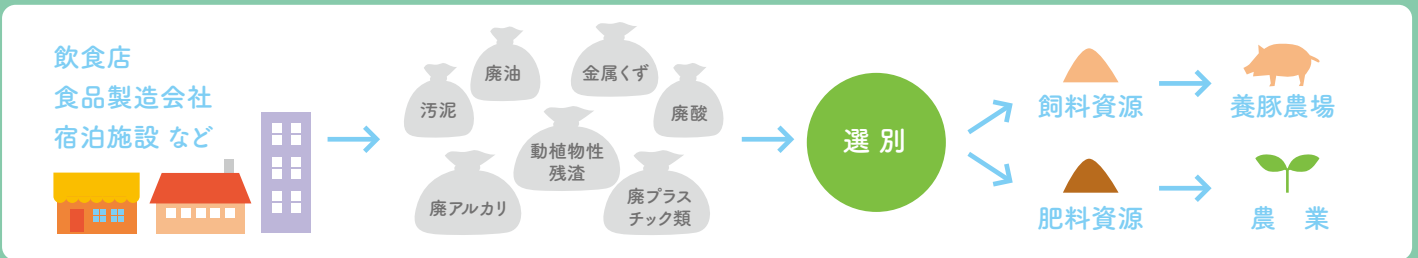 飲食店
食品製造会社
宿泊施設 など
廃油
金属くず
汚泥
廃酸
動植物性
残渣
廃アルカリ
廃プラス
チック類
選別
飼料資源
養豚農場
肥料資源
農 業